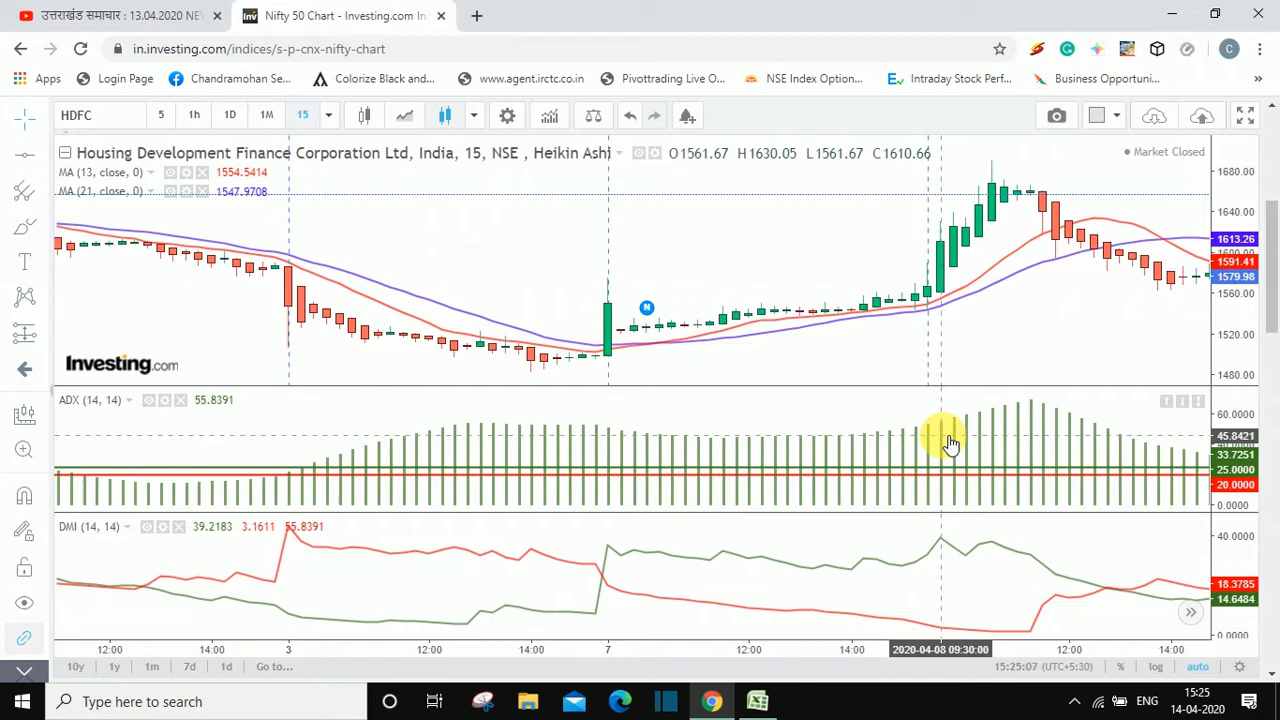 उत्तराखंड समाचार : 13.04.2020 NEV
Nifty 50 Chart - Investing.com In
in.investing.com/indices/s-p-cnx-nifty-chart
C
Apps Login Page Chandramohan Se... Colorize Black and... www.agent.irctc.co.in Pivottrading Live O... NSE Index Option... Intraday Stock Perf... Business Opportuni...
HDFC 5 1h 1D 1M 15
Housing Development Finance Corporation Ltd, India, 15, NSE , Heikin Ashi O1561.67 H1630.05 L1561.67 C1610.66 Market Closed
MA (13, close, 0) 1554.5414
MA (21, close, 0) 1547.9708
1680.00
1640.00
1613.26
1600.00
1591.41
1579.98
1560.00
1520.00
1480.00
N
Investing.com
ADX (14, 14) 55.8391
60.0000
45.8421
33.7251
25.0000
20.0000
0.0000
DMI (14, 14) 39.2183 3.1611 55.8391
40.0000
18.3785
14.6484
0.0000
12:00 14:00 3 12:00 14:00 7 12:00 14:00 2020-04-08 09:30:00 12:00 14:00
10y 1y 1m 7d 1d Go to... 15:25:07 (UTC+5:30) % log auto
Type here to search
15:25
14-04-2020